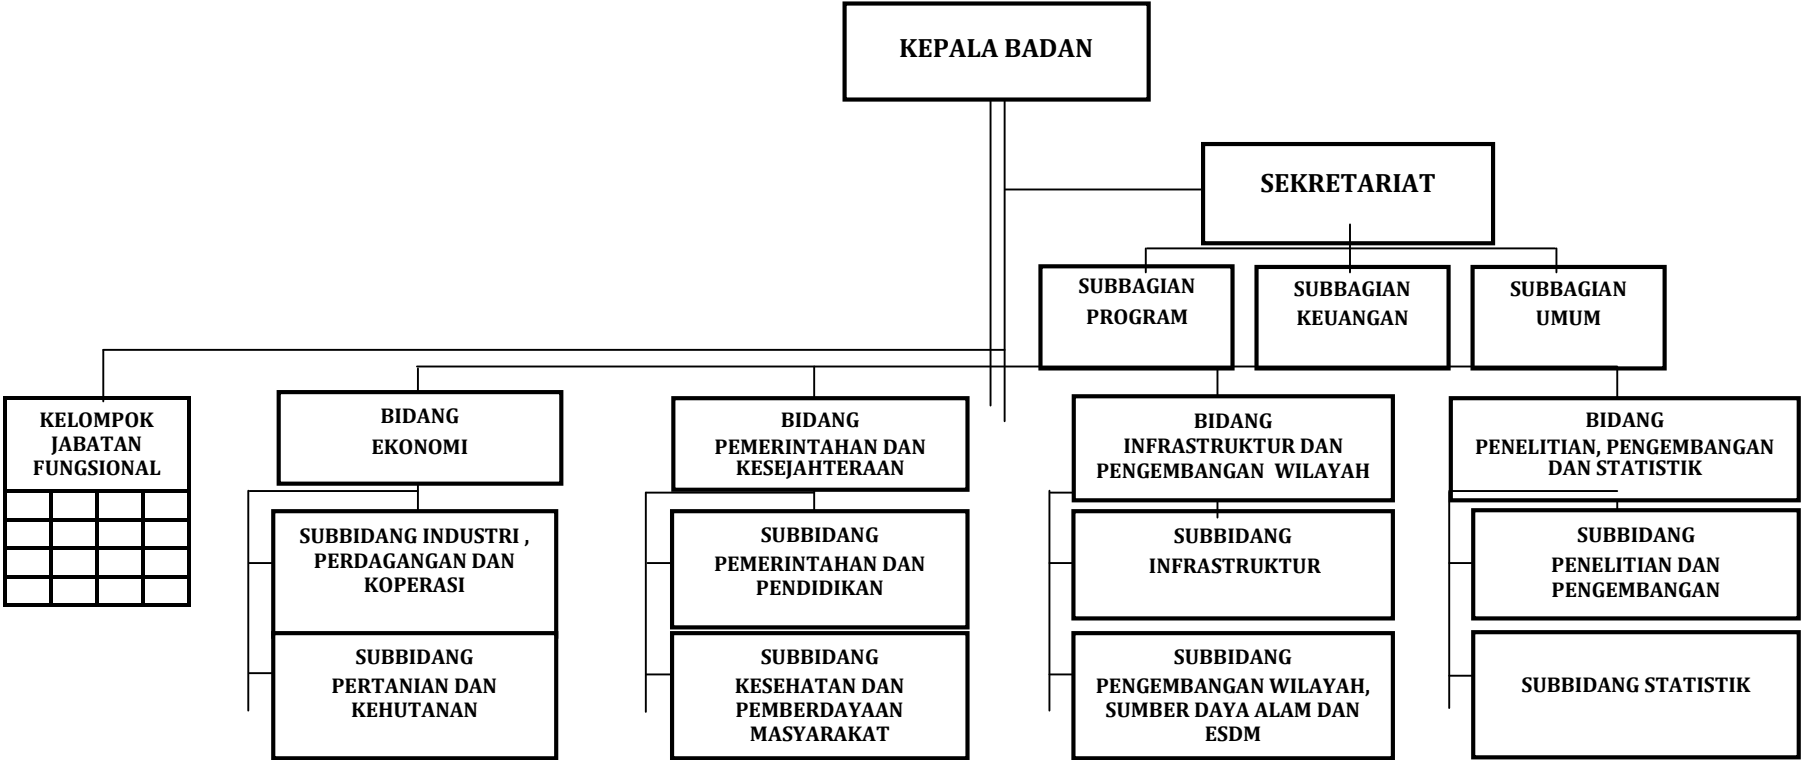 KEPALA BADAN
SEKRETARIAT
SUBBAGIAN
PROGRAM
SUBBAGIAN
KEUANGAN
SUBBAGIAN
UMUM
KELOMPOK
JABATAN
FUNGSIONAL
BIDANG
EKONOMI
BIDANG
PEMERINTAHAN DAN
KESEJAHTERAAN
BIDANG
INFRASTRUKTUR DAN
PENGEMBANGAN WILAYAH
BIDANG
PENELITIAN, PENGEMBANGAN
DAN STATISTIK
SUBBIDANG INDUSTRI ,
PERDAGANGAN DAN
KOPERASI
SUBBIDANG
PEMERINTAHAN DAN
PENDIDIKAN
SUBBIDANG
INFRASTRUKTUR
SUBBIDANG
PENELITIAN DAN
PENGEMBANGAN
SUBBIDANG
PERTANIAN DAN
KEHUTANAN
SUBBIDANG
KESEHATAN DAN
PEMBERDAYAAN
MASYARAKAT
SUBBIDANG
PENGEMBANGAN WILAYAH,
SUMBER DAYA ALAM DAN
ESDM
SUBBIDANG STATISTIK